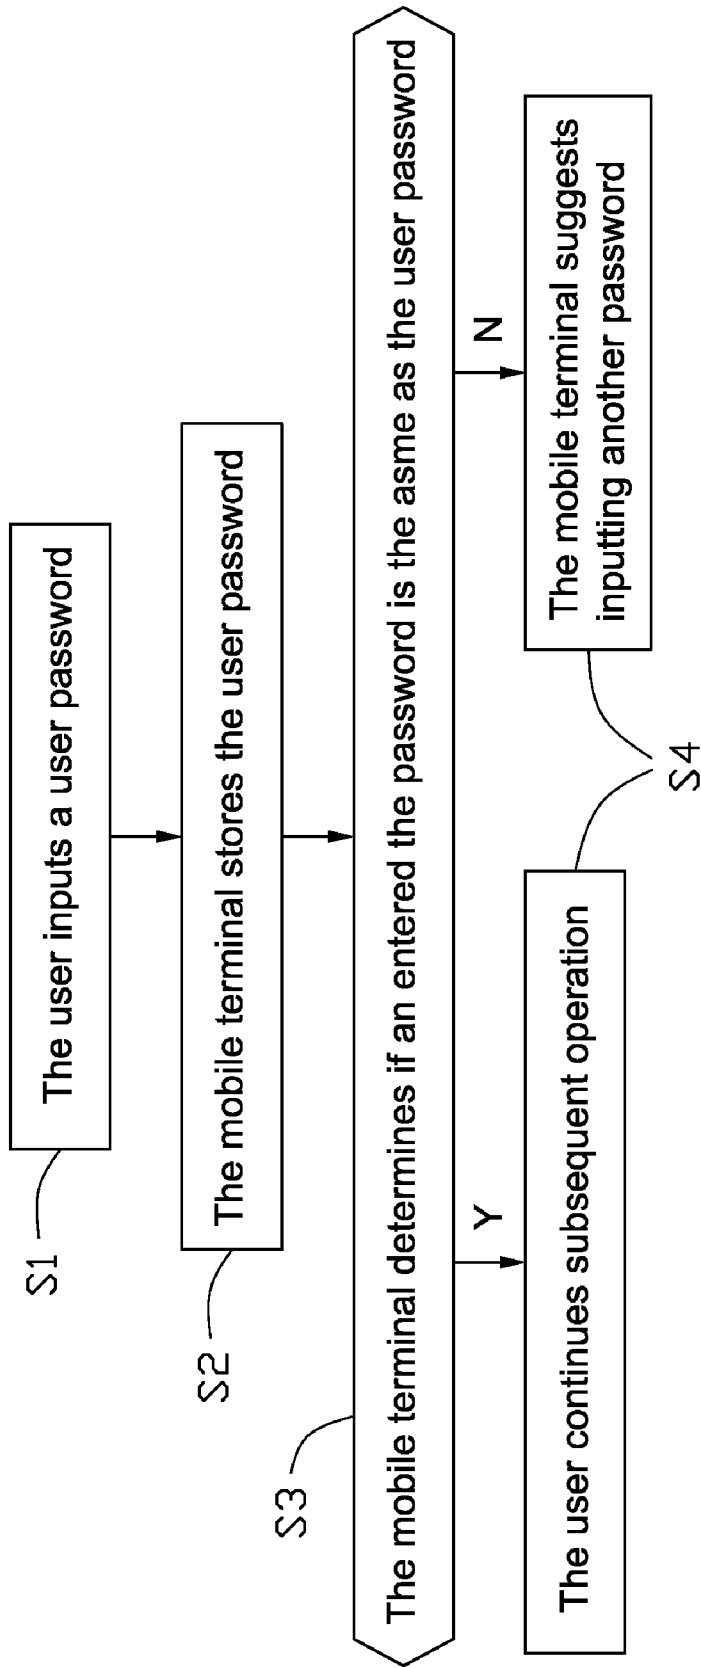 The user inputs a user password
S1
The mobile terminal stores the user password
S2
S3
The mobile terminal determines if an entered the password is the asme as the user password
Y
N
The user continues subsequent operation
S4
The mobile terminal suggests
inputting another password